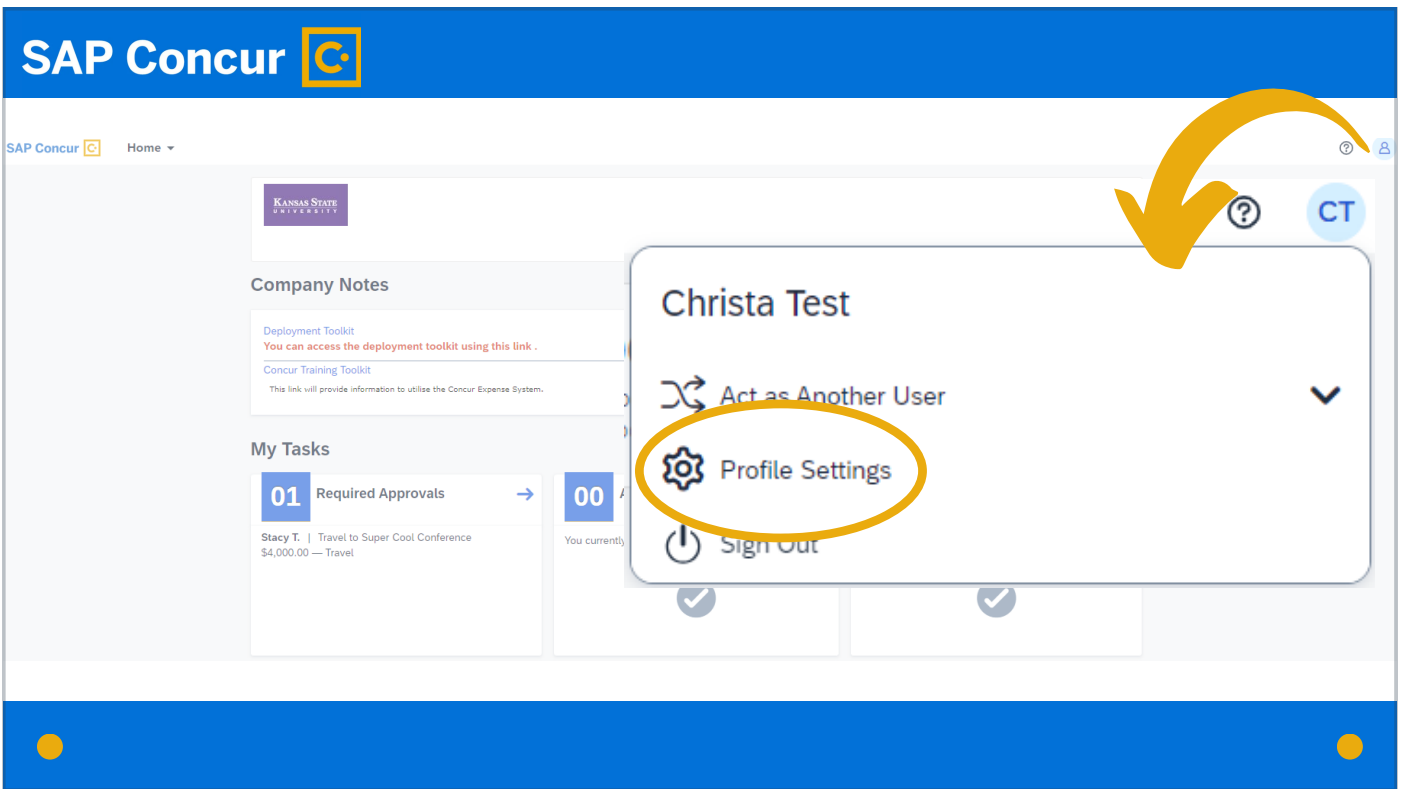 SAP Concur C
SAP Concur C
Home
?
KANSAS STATE
UNIVERSITY
? CT
Company Notes
Deployment Toolkit
You can access the deployment toolkit using this link .
Concur Training Toolkit
This link will provide information to utilise the Concur Expense System.
Christa Test
Act as Another User
Profile Settings
Sign Out
My Tasks
01 Required Approvals
Stacy T. | Travel to Super Cool Conference
$4,000.00 — Travel
00
You currently